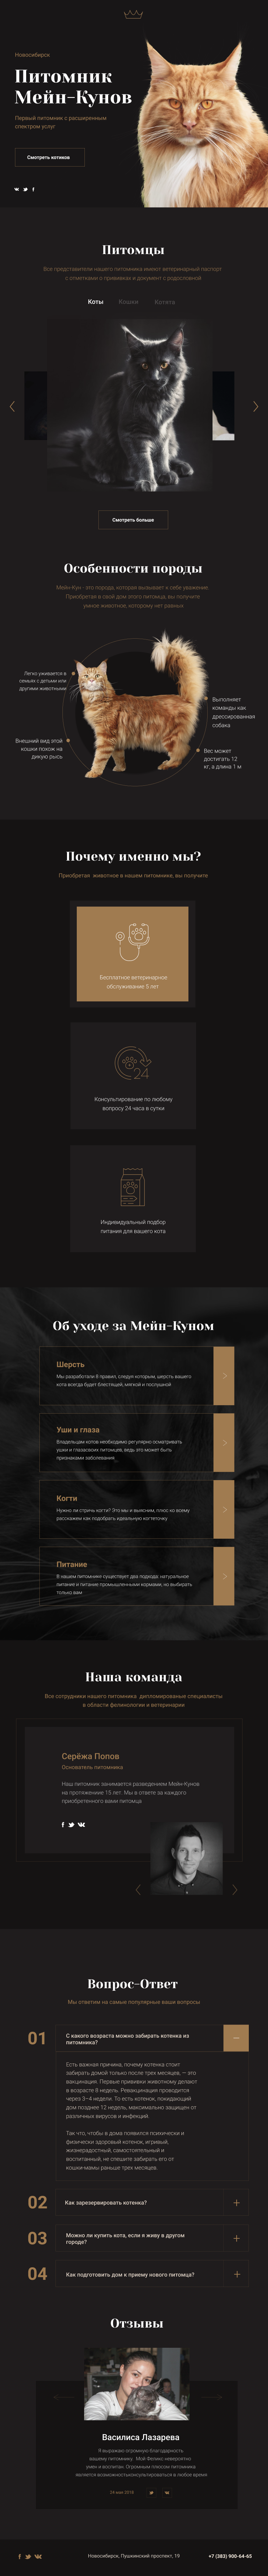 Новосибирск
Питомник
Мейн-Кунов
Первый питомник с расширенным
спектром услуг
Смотреть котиков
Питомцы
Все представители нашего питомника имеют ветеринарный паспорт
с отметками о прививках и документ с родословной
Коты Кошки Котята
Смотреть больше
Особенности породы
Мейн-Кун - это порода, которая вызывает к себе уважение
Приобретая в свой дом этого питомца, вы получите
умное животное, которому нет равных
Легко уживается в
семьях с детьми или
другими животными
Выполняет
команды как
дрессированная
собака
Внешний вид этой
кошки похож на
дикую рысь
Вес может
достигать 12
кг, а длина 1 м
Почему именно мы?
Приобретая животное в нашем питомнике, вы получите
Бесплатное ветеринарное
обслуживание 5 лет
24
Консультирование по любому
вопросу 24 часа в сутки
Индивидуальный подбор
питания для вашего кота
Об уходе за Мейн-Куном
Шерсть
Мы разработали 8 правил, следуя которым, шерсть вашего
кота всегда будет блестящей, мягкой и послушной
Уши и глаза
Владельцам котов необходимо регулярно осматривать
ушки и глаза своих питомцев, ведь это может быть
признаками заболевания
Когти
Нужно ли стричь когти? Это мы и выясним, плюс ко всему
расскажем как подобрать идеальную когтеточку
Питание
В нашем питомнике существует два подхода: натуральное
питание и питание промышленными кормами, но выбирать
только вам
Наша команда
Все сотрудники нашего питомника дипломированые специалисты
в области фелинологии и ветеринарии
Серёжа Попов
Основатель питомника
Наш питомник занимается разведением Мейн-Кунов
на протяжение 15 лет. Мы в ответе за каждого
приобретенного вами питомца
Вопрос-Ответ
Мы ответим на самые популярные ваши вопросы
01
С какого возраста можно забирать котенка из
питомника?
Есть важная причина, почему котенка стоит
забирать домой только после трех месяцев, — это
вакцинация. Первые прививки животному делают
в возрасте 8 недель. Ревакцинация проводится
через 3–4 недели. То есть котенок, покидающий
дом позднее 12 недель, максимально защищен от
различных вирусов и инфекций.
Так что, чтобы в дома появился психически и
физически здоровый котенок, игривый,
жизнерадостный, самостоятельный и
воспитанный, не спешите забирать его от
кошки-мамы раньше трех месяцев.
02 Как зарезервировать котенка?
03
Можно ли купить кота, если я живу в другом
городе?
04 Как подготовить дом к приему нового питомца?
Отзывы
Василиса Лазарева
Я выражаю огромную благодарность
вашему питомнику. Мой Феликс невероятно
умен и воспитан. Огромным плюсом питомника
является возможность консультироваться в любое время
24 мая 2018
Новосибирск, Пушкинский проспект, 19
+7 (383) 900-64-65